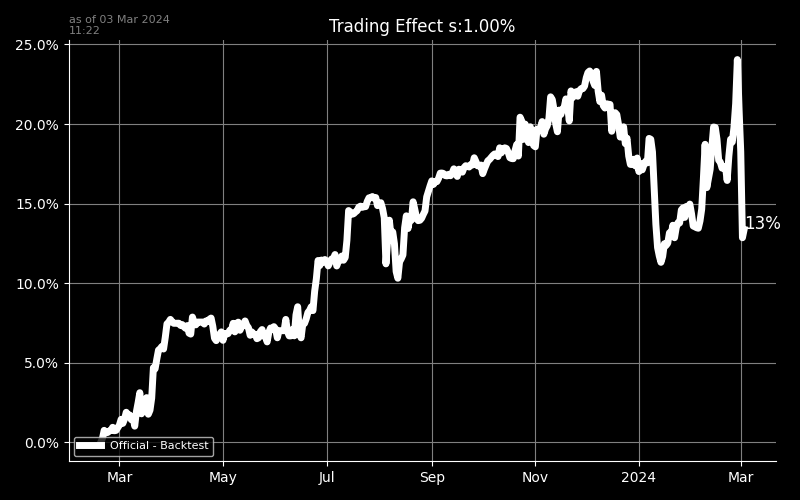 as of 03 Mar 2024
11:22
Trading Effect s:1.00%
25.0%
20.0%
15.0%
10.0%
5.0%
0.0%
13%
Official - Backtest
Mar
May
Jul
Sep
Nov
2024
Mar